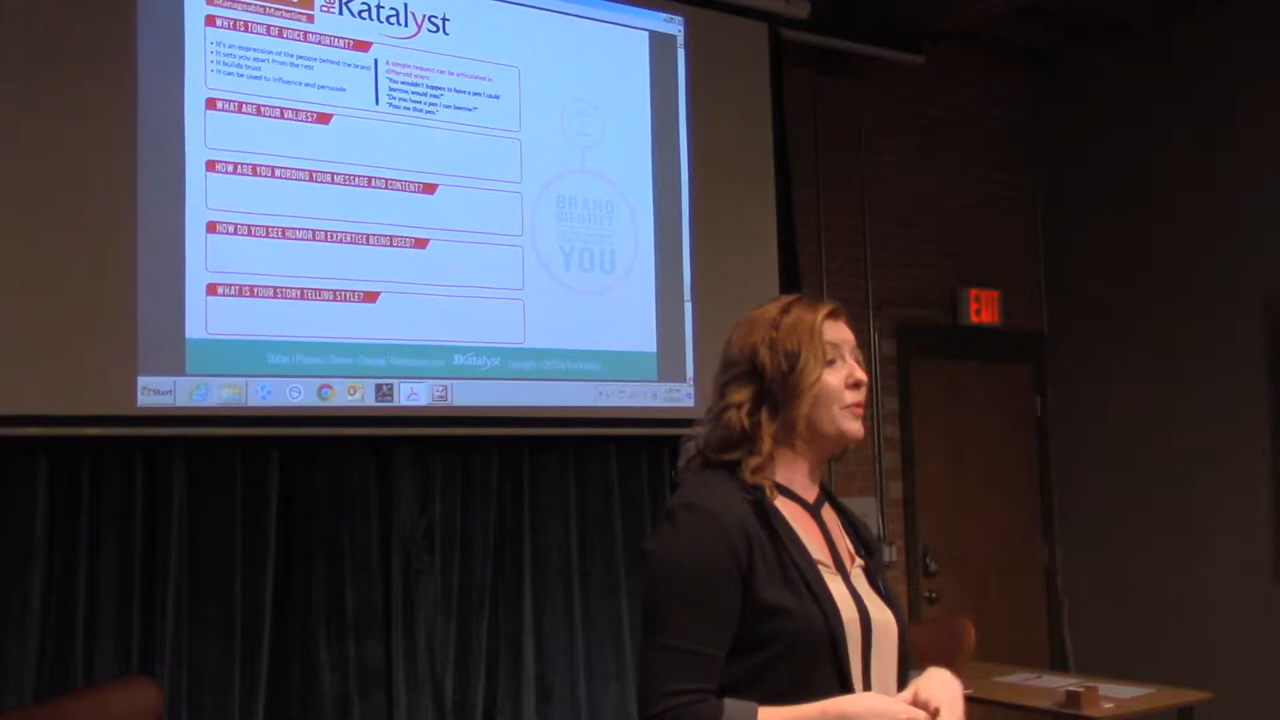 Manageable Marketing
Red
Katalyst
WHY IS TONE OF VOICE IMPORTANT?
• It's an expression of the people behind the brand
• It sets you apart from the rest
• It builds trust
• It can be used to influence and persuade
A simple request can be articulated in
different ways:
"You wouldn't happen to have a pen I could
borrow, would you?"
"Do you have a pen I can borrow?"
"Pass me that pen."
WHAT ARE YOUR VALUES?
HOW ARE YOU WORDING YOUR MESSAGE AND CONTENT?
HOW DO YOU SEE HUMOR OR EXPERTISE BEING USED?
WHAT IS YOUR STORY TELLING STYLE?
BRAND
IDENTITY
YOU
Katalyst
Start
EXIT